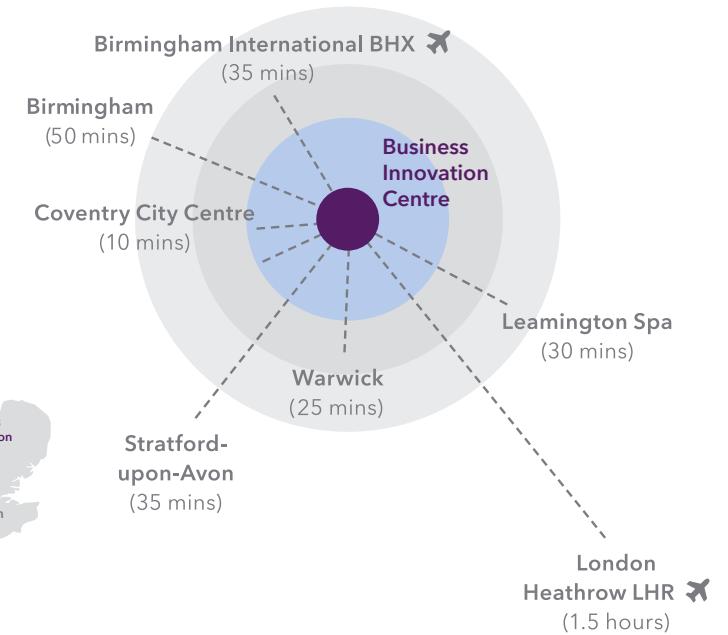 Birmingham International BHX
(35 mins)
Birmingham
(50 mins)
Business
Innovation
Centre
Coventry City Centre
(10 mins)
Leamington Spa
(30 mins)
Warwick
(25 mins)
Stratford-
upon-Avon
(35 mins)
London
Heathrow LHR
(1.5 hours)